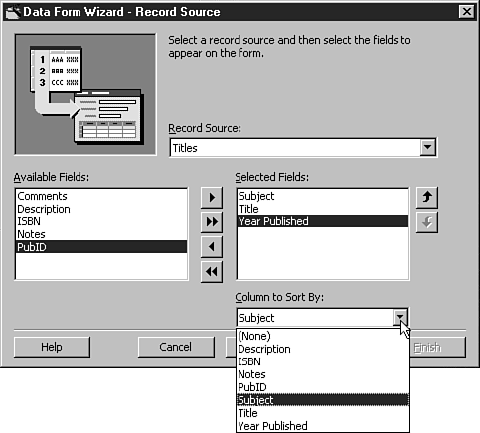 Data Form Wizard - Record Source
Select a record source and then select the fields to
appear on the form.
1 AAA XXX
2 BBB XXX
3 CCC XXX
Record Source:
Titles
Available Fields:
Comments
Description
ISBN
Notes
PubID
Selected Fields:
Subject
Title
Year Published
Column to Sort By:
Subject
(None)
Description
ISBN
Notes
PubID
Subject
Title
Year Published
Help
Cancel
Finish